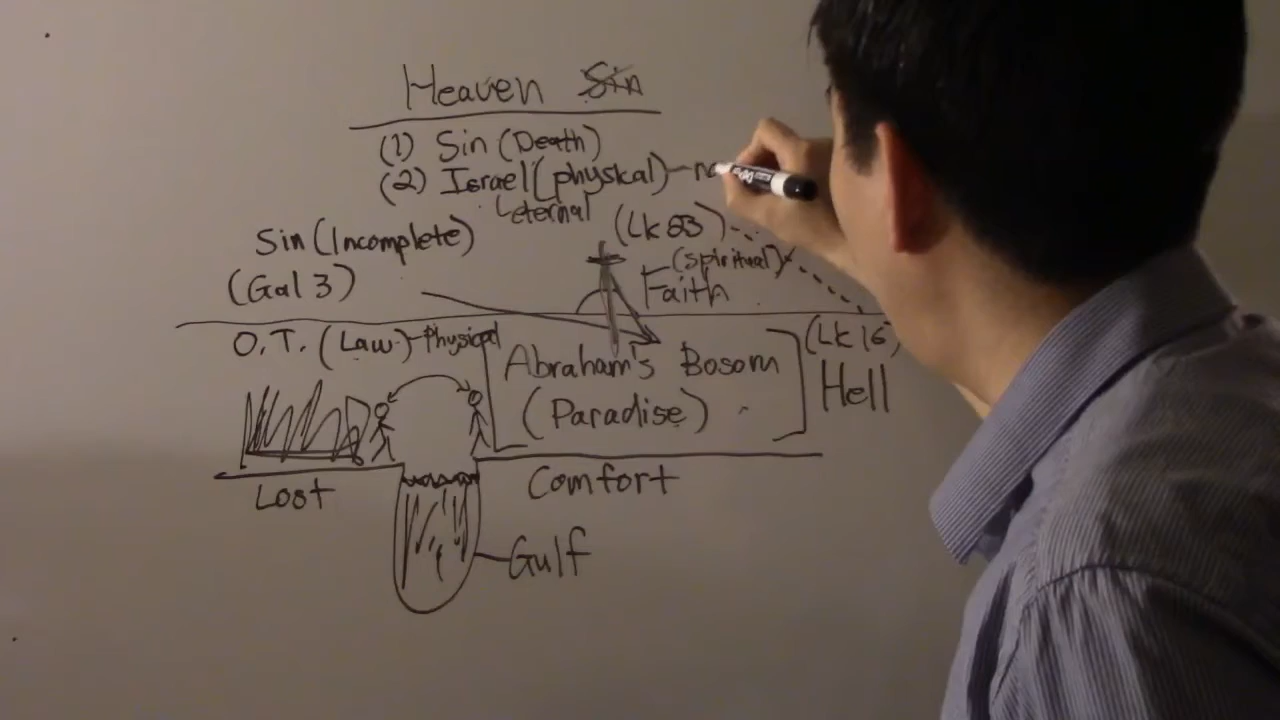 Heaven Sin
(1) Sin (Death)
(2) Israel (physical) –
eternal
Sin (Incomplete)
(Lk 23)
(spiritual)
(Gal 3)
Faith
O.T. (Law) – Physical
Abraham's Bosom
(Paradise)
(Lk 16)
Hell
Lost
Comfort
Gulf